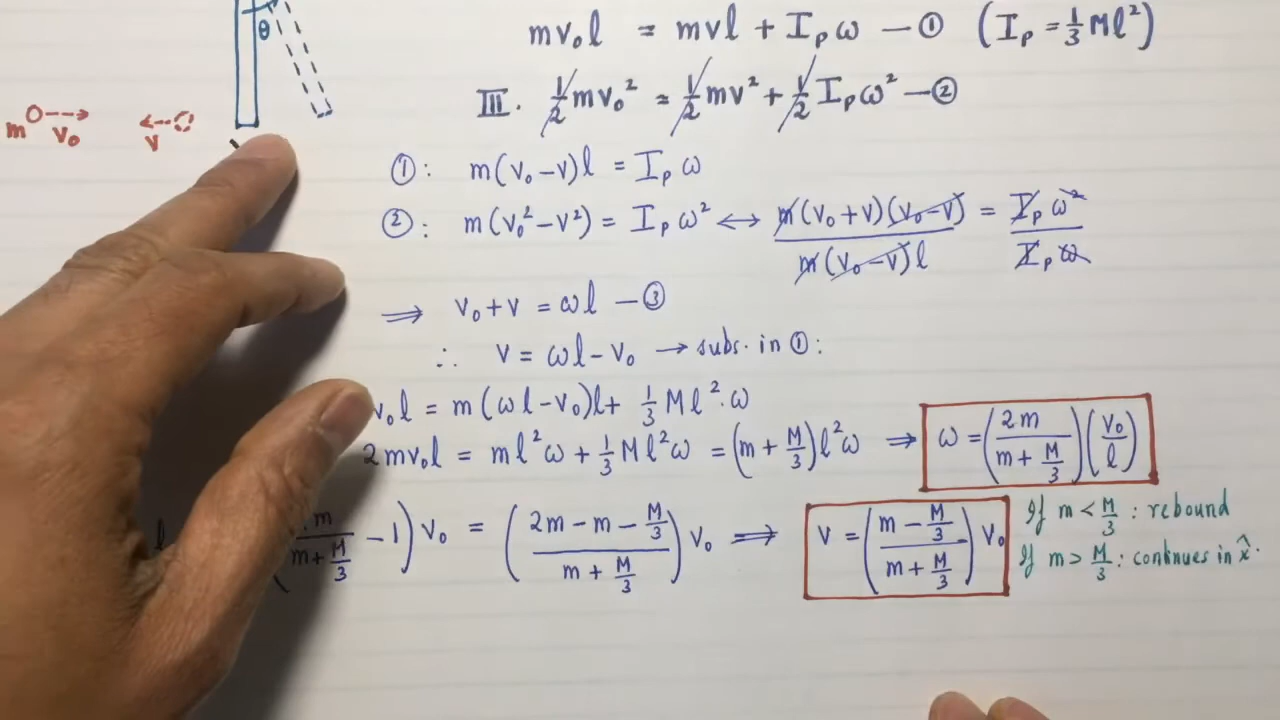 θ
mv₀l = mvl + I_p ω — ① (I_p = 1/3 Ml²)
III. 1/2 mv₀² = 1/2 mv² + 1/2 I_p ω² — ②
m v₀ v
①: m(v₀ - v)l = I_p ω
②: m(v₀² - v²) = I_p ω² ↔ m(v₀ + v)(v₀ - v) / m(v₀ - v)l = I_p ω² / I_p ω
⟹ v₀ + v = ωl — ③
∴ v = ωl - v₀ → subs. in ①:
v₀l = m(ωl - v₀)l + 1/3 Ml²·ω
2mv₀l = ml²ω + 1/3 Ml²ω = (m + M/3)l²ω ⟹ ω = (2m / (m + M/3))(v₀/l)
(m / (m + M/3) - 1)v₀ = ((2m - m - M/3) / (m + M/3))v₀ ⟹ v = ((m - M/3) / (m + M/3))v₀
If m < M/3 : rebound
If m > M/3 : continues in x̂.